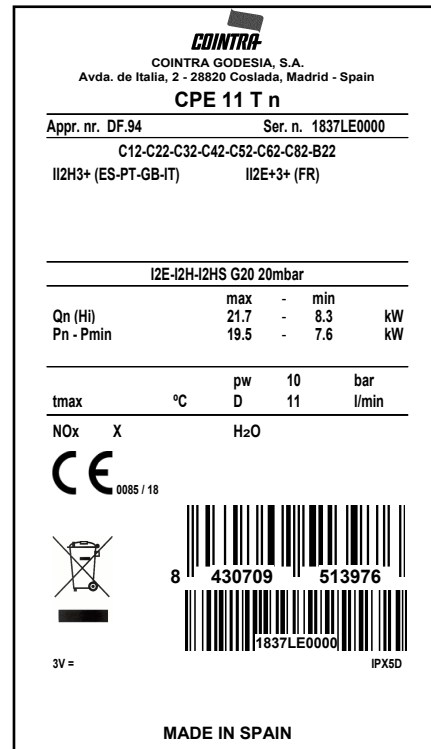 COINTRA
COINTRA GODESIA, S.A.
Avda. de Italia, 2 - 28820 Coslada, Madrid - Spain
CPE 11 T n
Appr. nr. DF.94 Ser. n. 1837LE0000
C12-C22-C32-C42-C52-C62-C82-B22
II2H3+ (ES-PT-GB-IT) II2E+3+ (FR)
I2E-I2H-I2HS G20 20mbar
max - min
Qn (Hi) 21.7 - 8.3 kW
Pn - Pmin 19.5 - 7.6 kW
pw 10 bar
tmax ºC D 11 l/min
NOx X H2O
CE 0085 / 18
8 430709 513976
1837LE0000
3V = IPX5D
MADE IN SPAIN